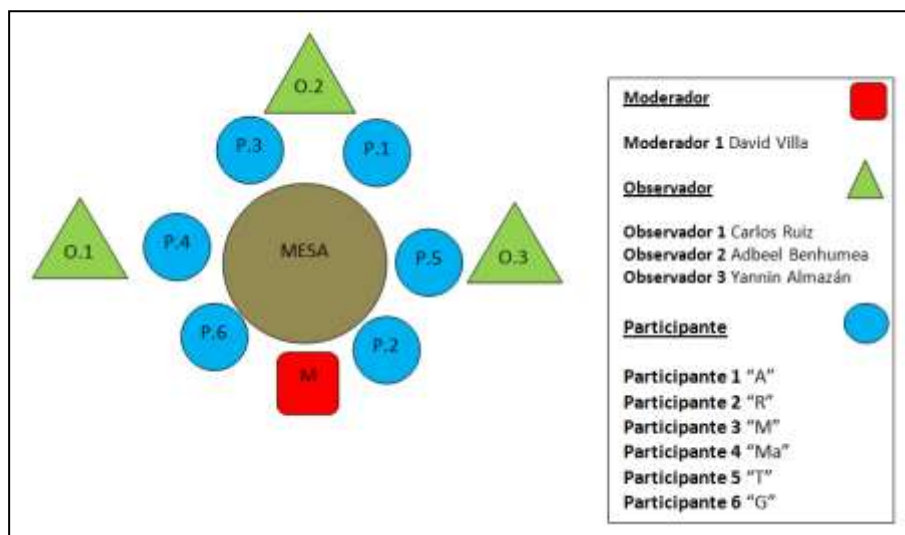 O.2
P.3
P.1
O.1
P.4
MESA
P.5
O.3
P.6
P.2
M
Moderador
Moderador 1 David Villa
Observador
Observador 1 Carlos Ruiz
Observador 2 Adbeel Benhumea
Observador 3 Yannin Almazán
Participante
Participante 1 “A”
Participante 2 “R”
Participante 3 “M”
Participante 4 “Ma”
Participante 5 “T”
Participante 6 “G”